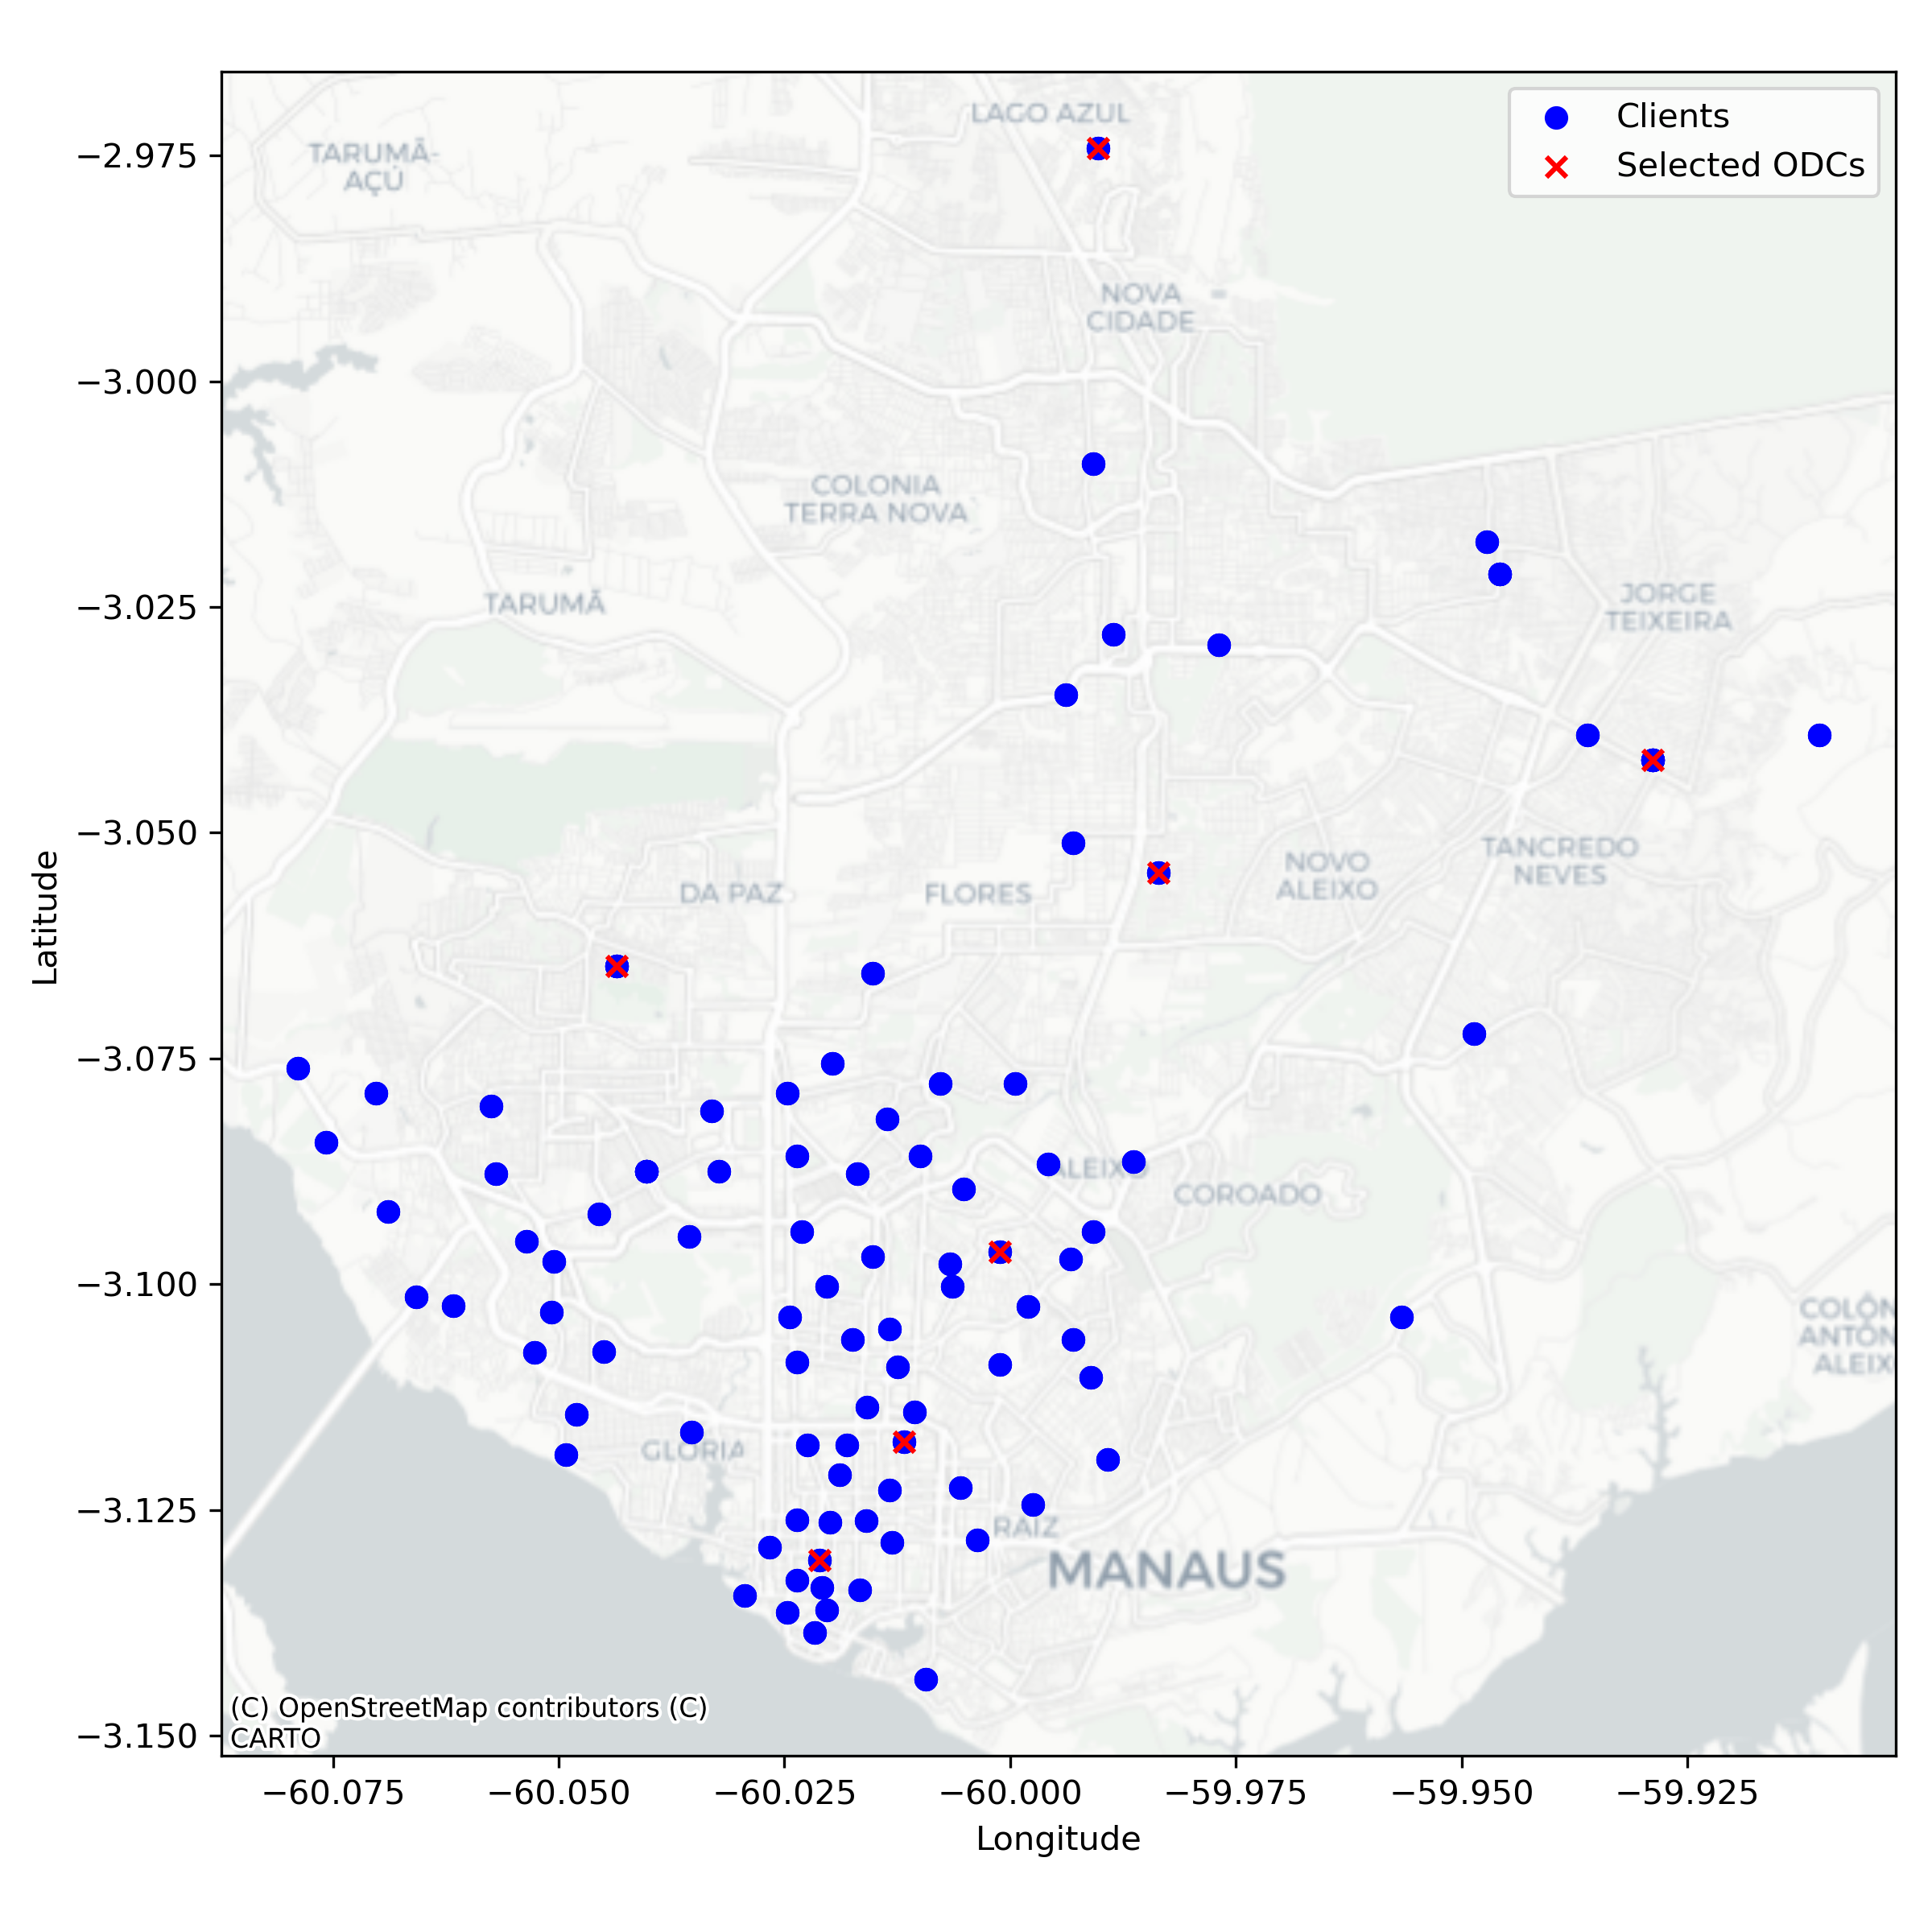 LAGO AZUL
TARUMÃ-
AÇÚ
Clients
Selected ODCs
NOVA
CIDADE
COLONIA
TERRA NOVA
TARUMÃ
JORGE
TEIXEIRA
DA PAZ
FLORES
NOVO
ALEIXO
TANCREDO
NEVES
ALEIXO
COROADO
COLÔN
ANTÔN
ALEIX
GLORIA
RAIZ
MANAUS
(C) OpenStreetMap contributors (C)
CARTO
−2.975
−3.000
−3.025
−3.050
−3.075
−3.100
−3.125
−3.150
Latitude
−60.075 −60.050 −60.025 −60.000 −59.975 −59.950 −59.925
Longitude